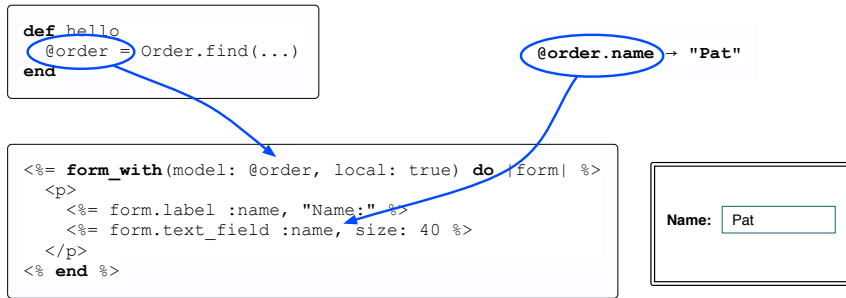 def hello
  @order = Order.find(...)
end
@order.name → "Pat"
<%= form_with(model: @order, local: true) do |form| %>
  <p>
    <%= form.label :name, "Name:" %>
    <%= form.text_field :name, size: 40 %>
  </p>
<% end %>
Name: Pat